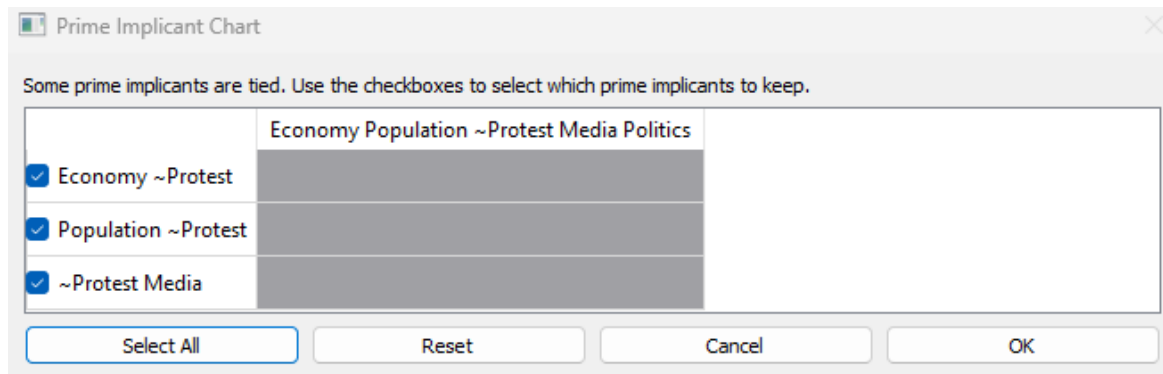 Prime Implicant Chart
Some prime implicants are tied. Use the checkboxes to select which prime implicants to keep.
Economy Population ~Protest Media Politics
Economy ~Protest
Population ~Protest
~Protest Media
Select All Reset Cancel OK